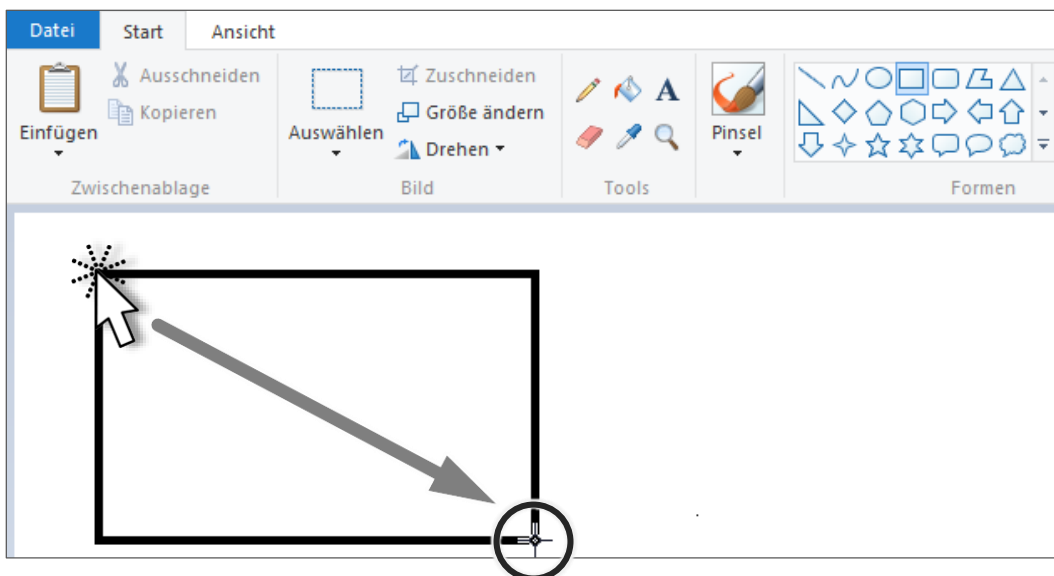 Datei Start Ansicht
Einfügen
Ausschneiden
Kopieren
Zwischenablage
Auswählen
Zuschneiden
Größe ändern
Drehen
Bild
A
Tools
Pinsel
Formen